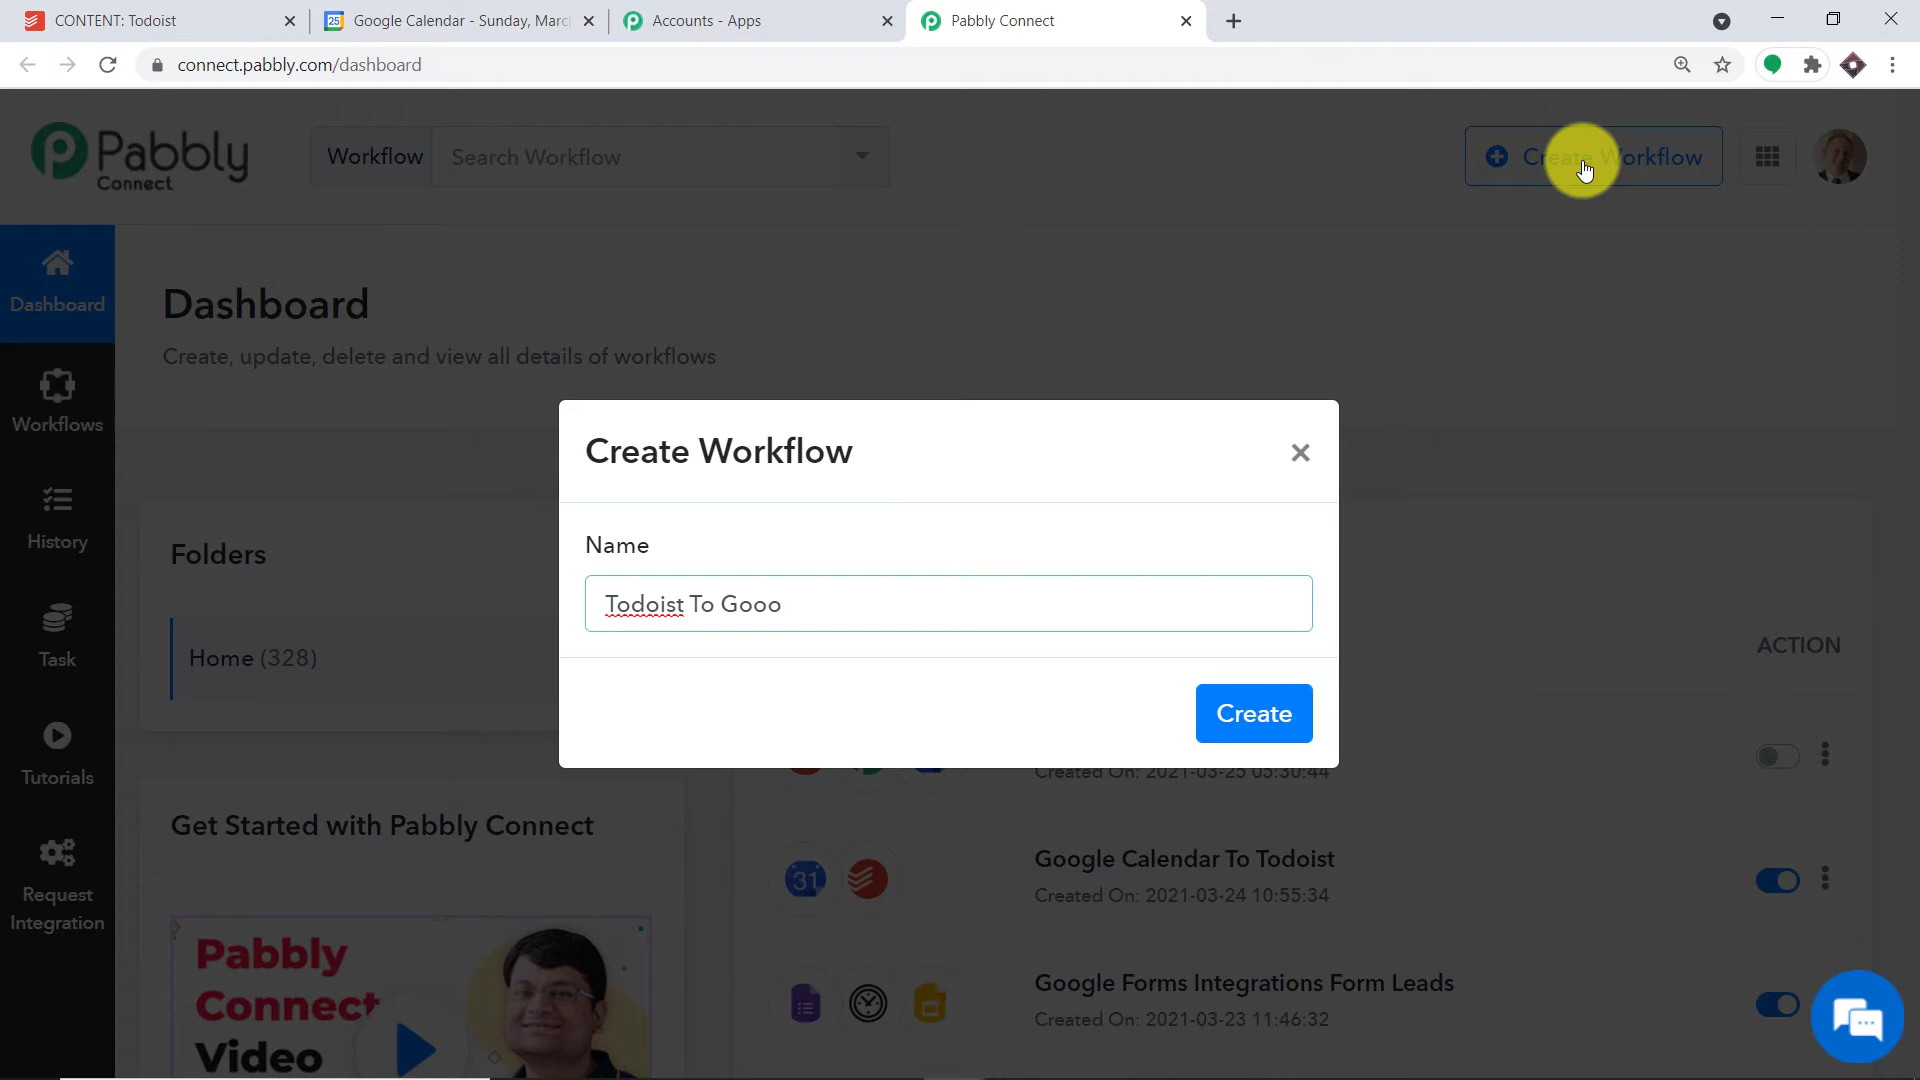 CONTENT: Todoist
25
Google Calendar - Sunday, Marc
Accounts - Apps
Pabbly Connect
connect.pabbly.com/dashboard
Pabbly
Connect
Workflow
Search Workflow
Create Workflow
Dashboard
Dashboard
Create, update, delete and view all details of workflows
Workflows
History
Task
Tutorials
Request
Integration
Create Workflow
Name
Todoist To Gooo
Create
Folders
Home (328)
ACTION
Created On: 2021-03-25 05:30:44
Get Started with Pabbly Connect
31
Google Calendar To Todoist
Created On: 2021-03-24 10:55:34
Google Forms Integrations Form Leads
Created On: 2021-03-23 11:46:32
Pabbly
Connect
Video